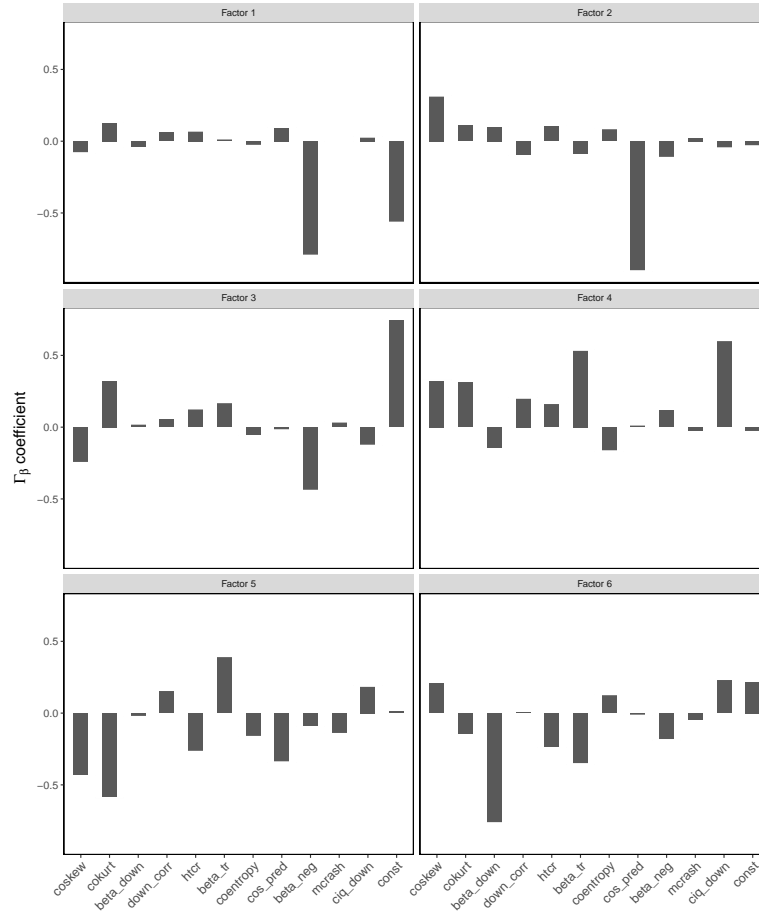 Factor 1
Factor 2
0.5
0.0
−0.5
Factor 3
Factor 4
0.5
0.0
−0.5
Γβ coefficient
Factor 5
Factor 6
0.5
0.0
−0.5
coskew
cokurt
beta_down
down_corr
htcr
beta_tr
coentropy
cos_pred
beta_neg
mcrash
ciq_down
const
coskew
cokurt
beta_down
down_corr
htcr
beta_tr
coentropy
cos_pred
beta_neg
mcrash
ciq_down
const